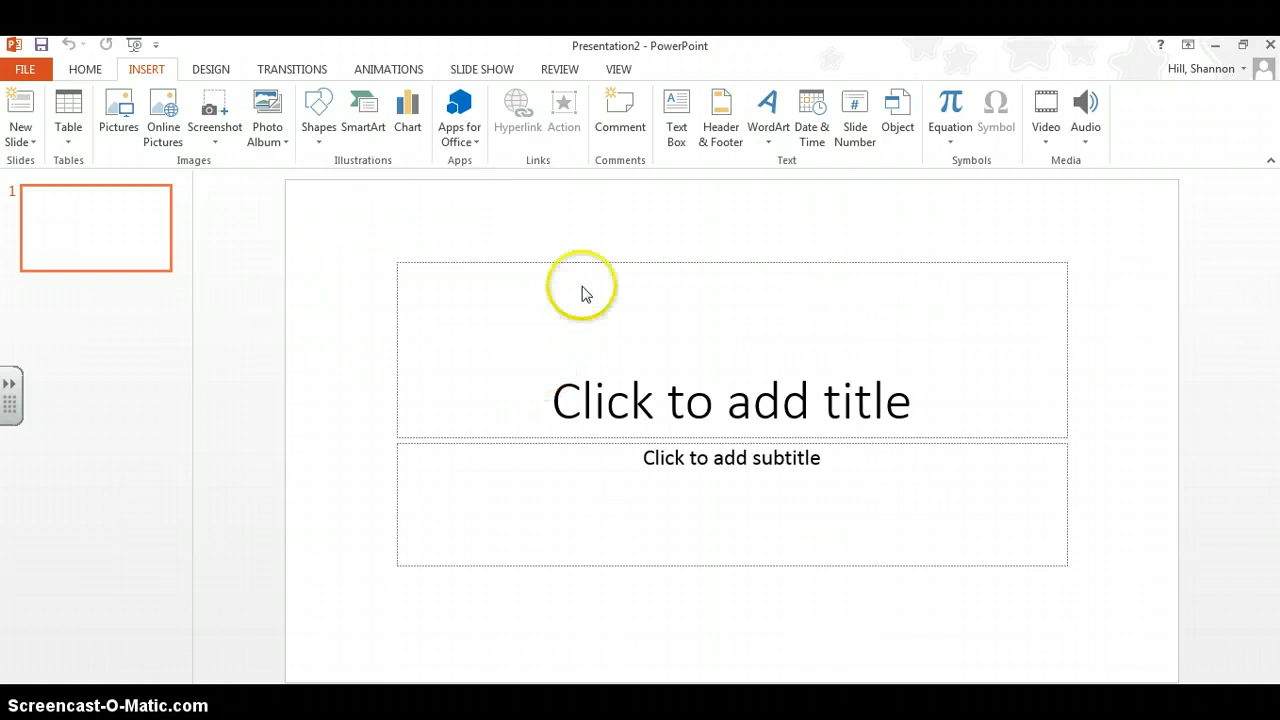 Presentation2 - PowerPoint
?
FILE HOME INSERT DESIGN TRANSITIONS ANIMATIONS SLIDE SHOW REVIEW VIEW Hill, Shannon
New Slide
Table
Pictures
Online Pictures
Screenshot
Photo Album
Shapes
SmartArt
Chart
Apps for Office
Hyperlink
Action
Comment
Text Box
Header & Footer
WordArt
Date & Time
Slide Number
Object
Equation
Symbol
Video
Audio
Slides Tables Images Illustrations Apps Links Comments Text Symbols Media
1
Click to add title
Click to add subtitle
Screencast-O-Matic.com